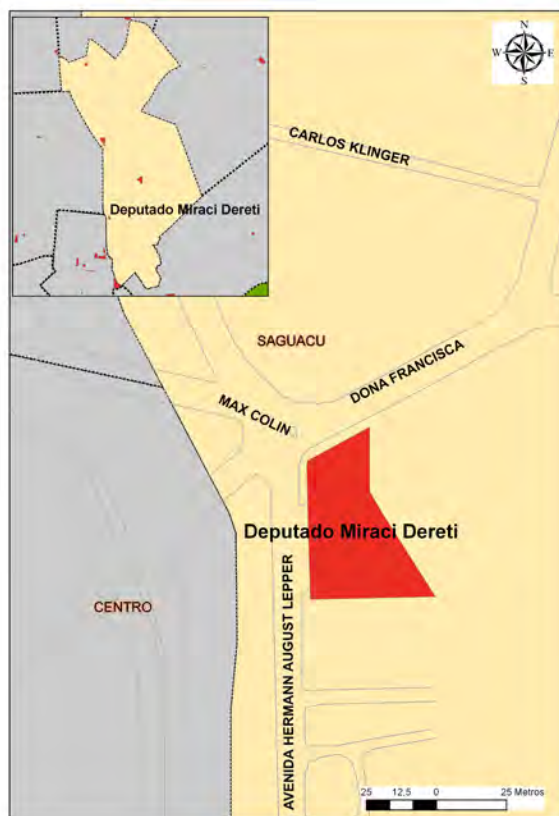 N
W E
S
CARLOS KLINGER
Deputado Miraci Dereti
SAGUACU
DONA FRANCISCA
MAX COLIN
Deputado Miraci Dereti
CENTRO
AVENIDA HERMANN AUGUST LEPPER
25 12,5 0 25 Metros